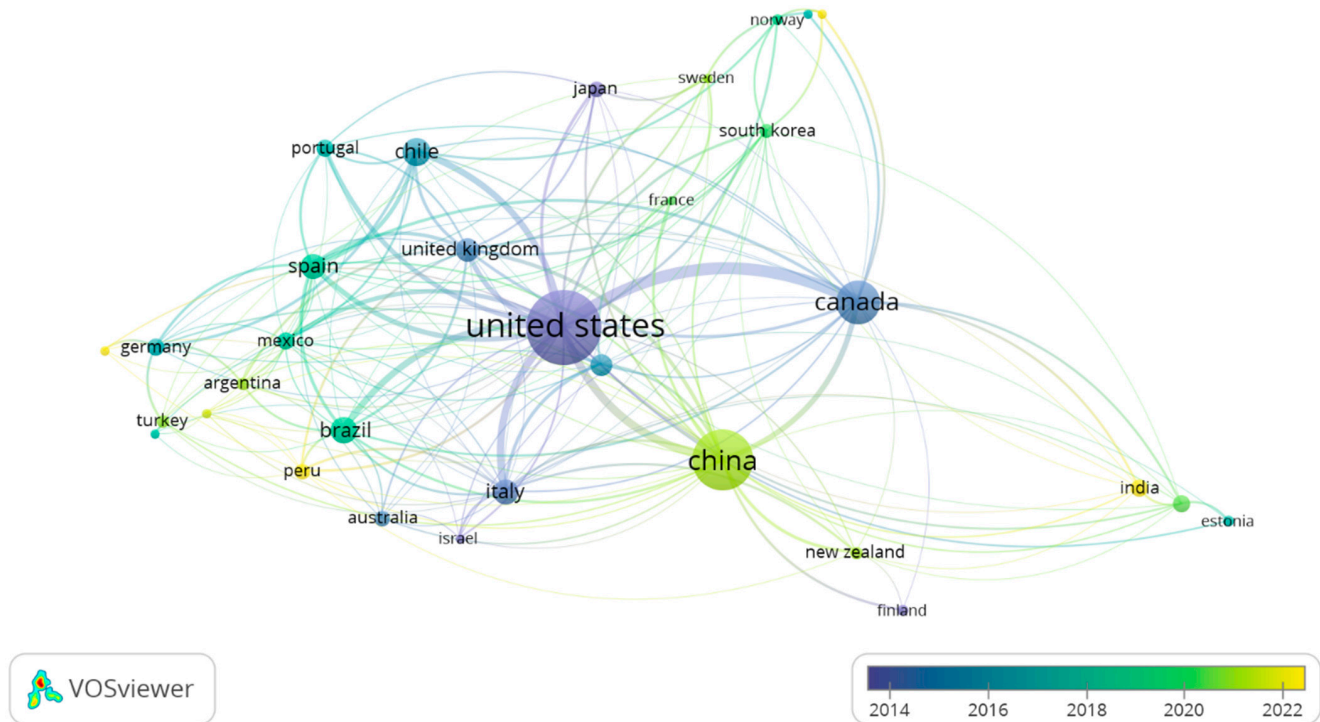 norway
sweden
japan
south korea
portugal
chile
france
united kingdom
spain
canada
united states
germany
mexico
argentina
turkey
brazil
china
peru
italy
india
australia
estonia
israel
new zealand
finland
VOSviewer
2014 2016 2018 2020 2022